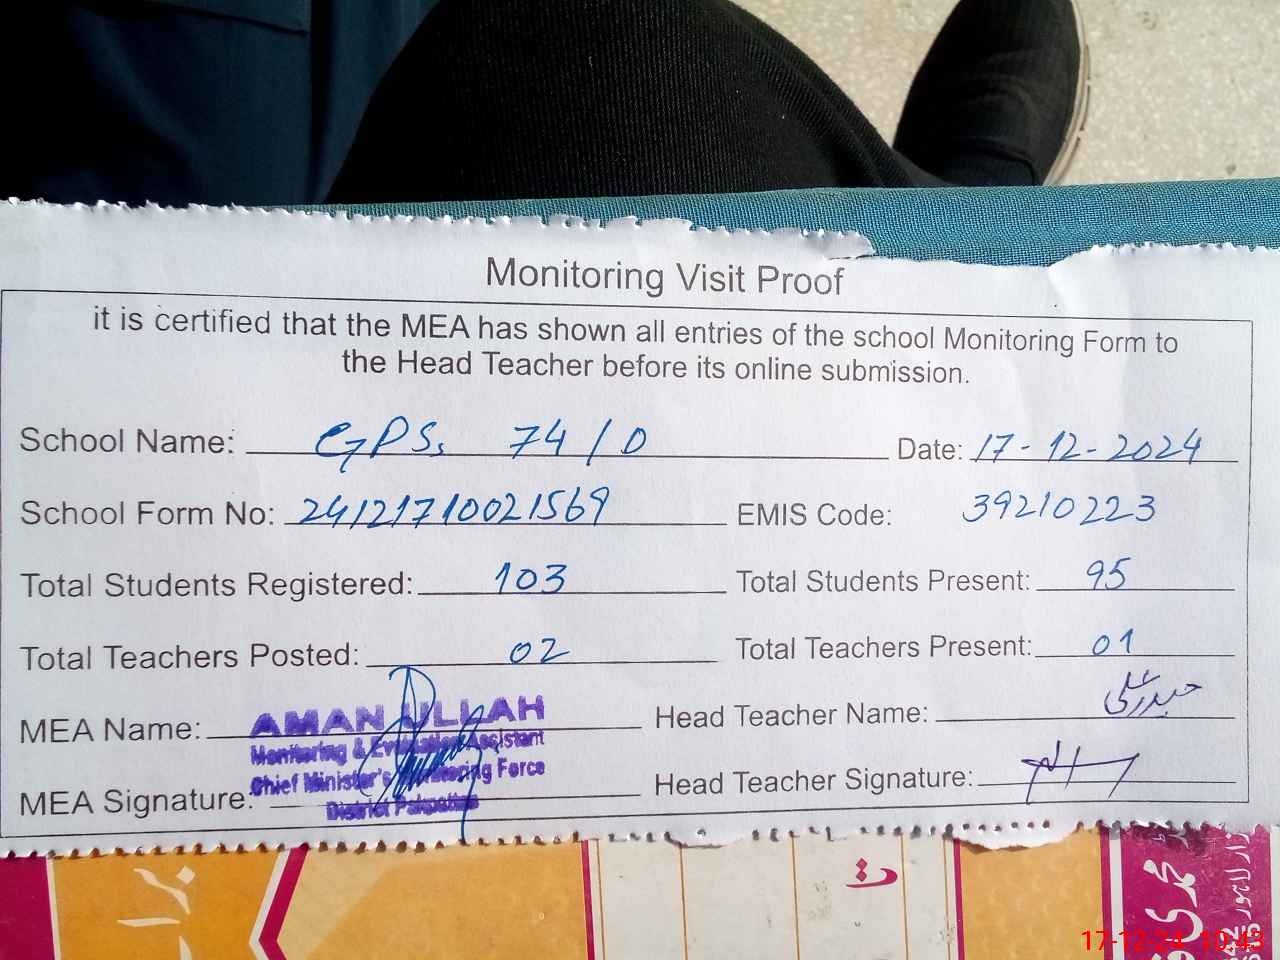 Monitoring Visit Proof
it is certified that the MEA has shown all entries of the school Monitoring Form to
the Head Teacher before its online submission.
School Name: GPS, 74/D Date: 17-12-2024
School Form No: 24121710021569 EMIS Code: 39210223
Total Students Registered: 103 Total Students Present: 95
Total Teachers Posted: 02 Total Teachers Present: 01
MEA Name: AMAN ULLAH Head Teacher Name: حیدر علی
Monitoring & Evaluation Assistant
Chief Minister's Monitoring Force
District Pakpattan
MEA Signature: Head Teacher Signature:
17-12-24 10:43